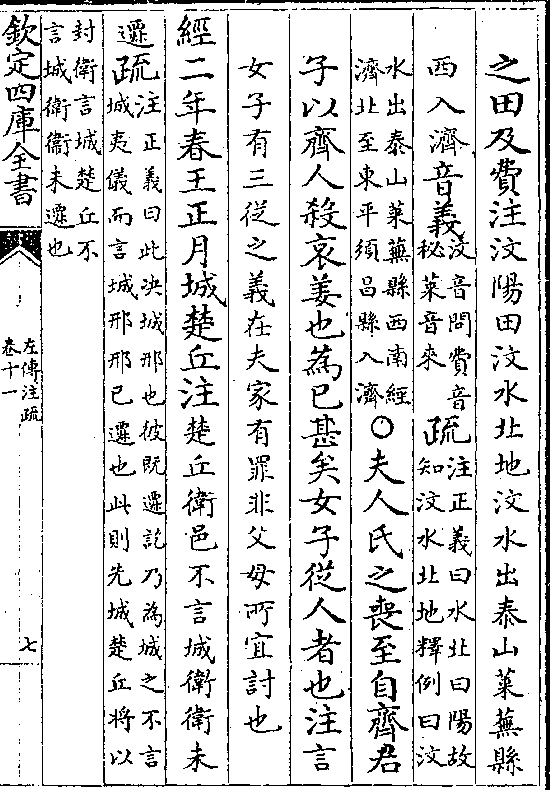 之田及費注汶陽田汶水北地汶水出泰山萊蕪縣
西入濟音義汶音問費音秘萊音來疏注正義曰水北曰陽故知汶水北地釋例曰汶
水出泰山萊蕪縣西南經濟北至東平須昌縣入濟○夫人氏之喪至自齊君
子以齊人殺哀姜也為已甚矣女子從人者也注言
女子有三從之義在夫家有罪非父母所宜討也
經二年春王正月城楚丘注楚丘衛邑不言城衛衛未
遷疏注正義曰此決城邢也彼既遷訖乃為城之不言城夷儀而言城邢邢已遷也此則先城楚丘將以
封衛言城楚丘不言城衛衛未遷也
欽定四庫全書
左傳注疏
卷十一
七